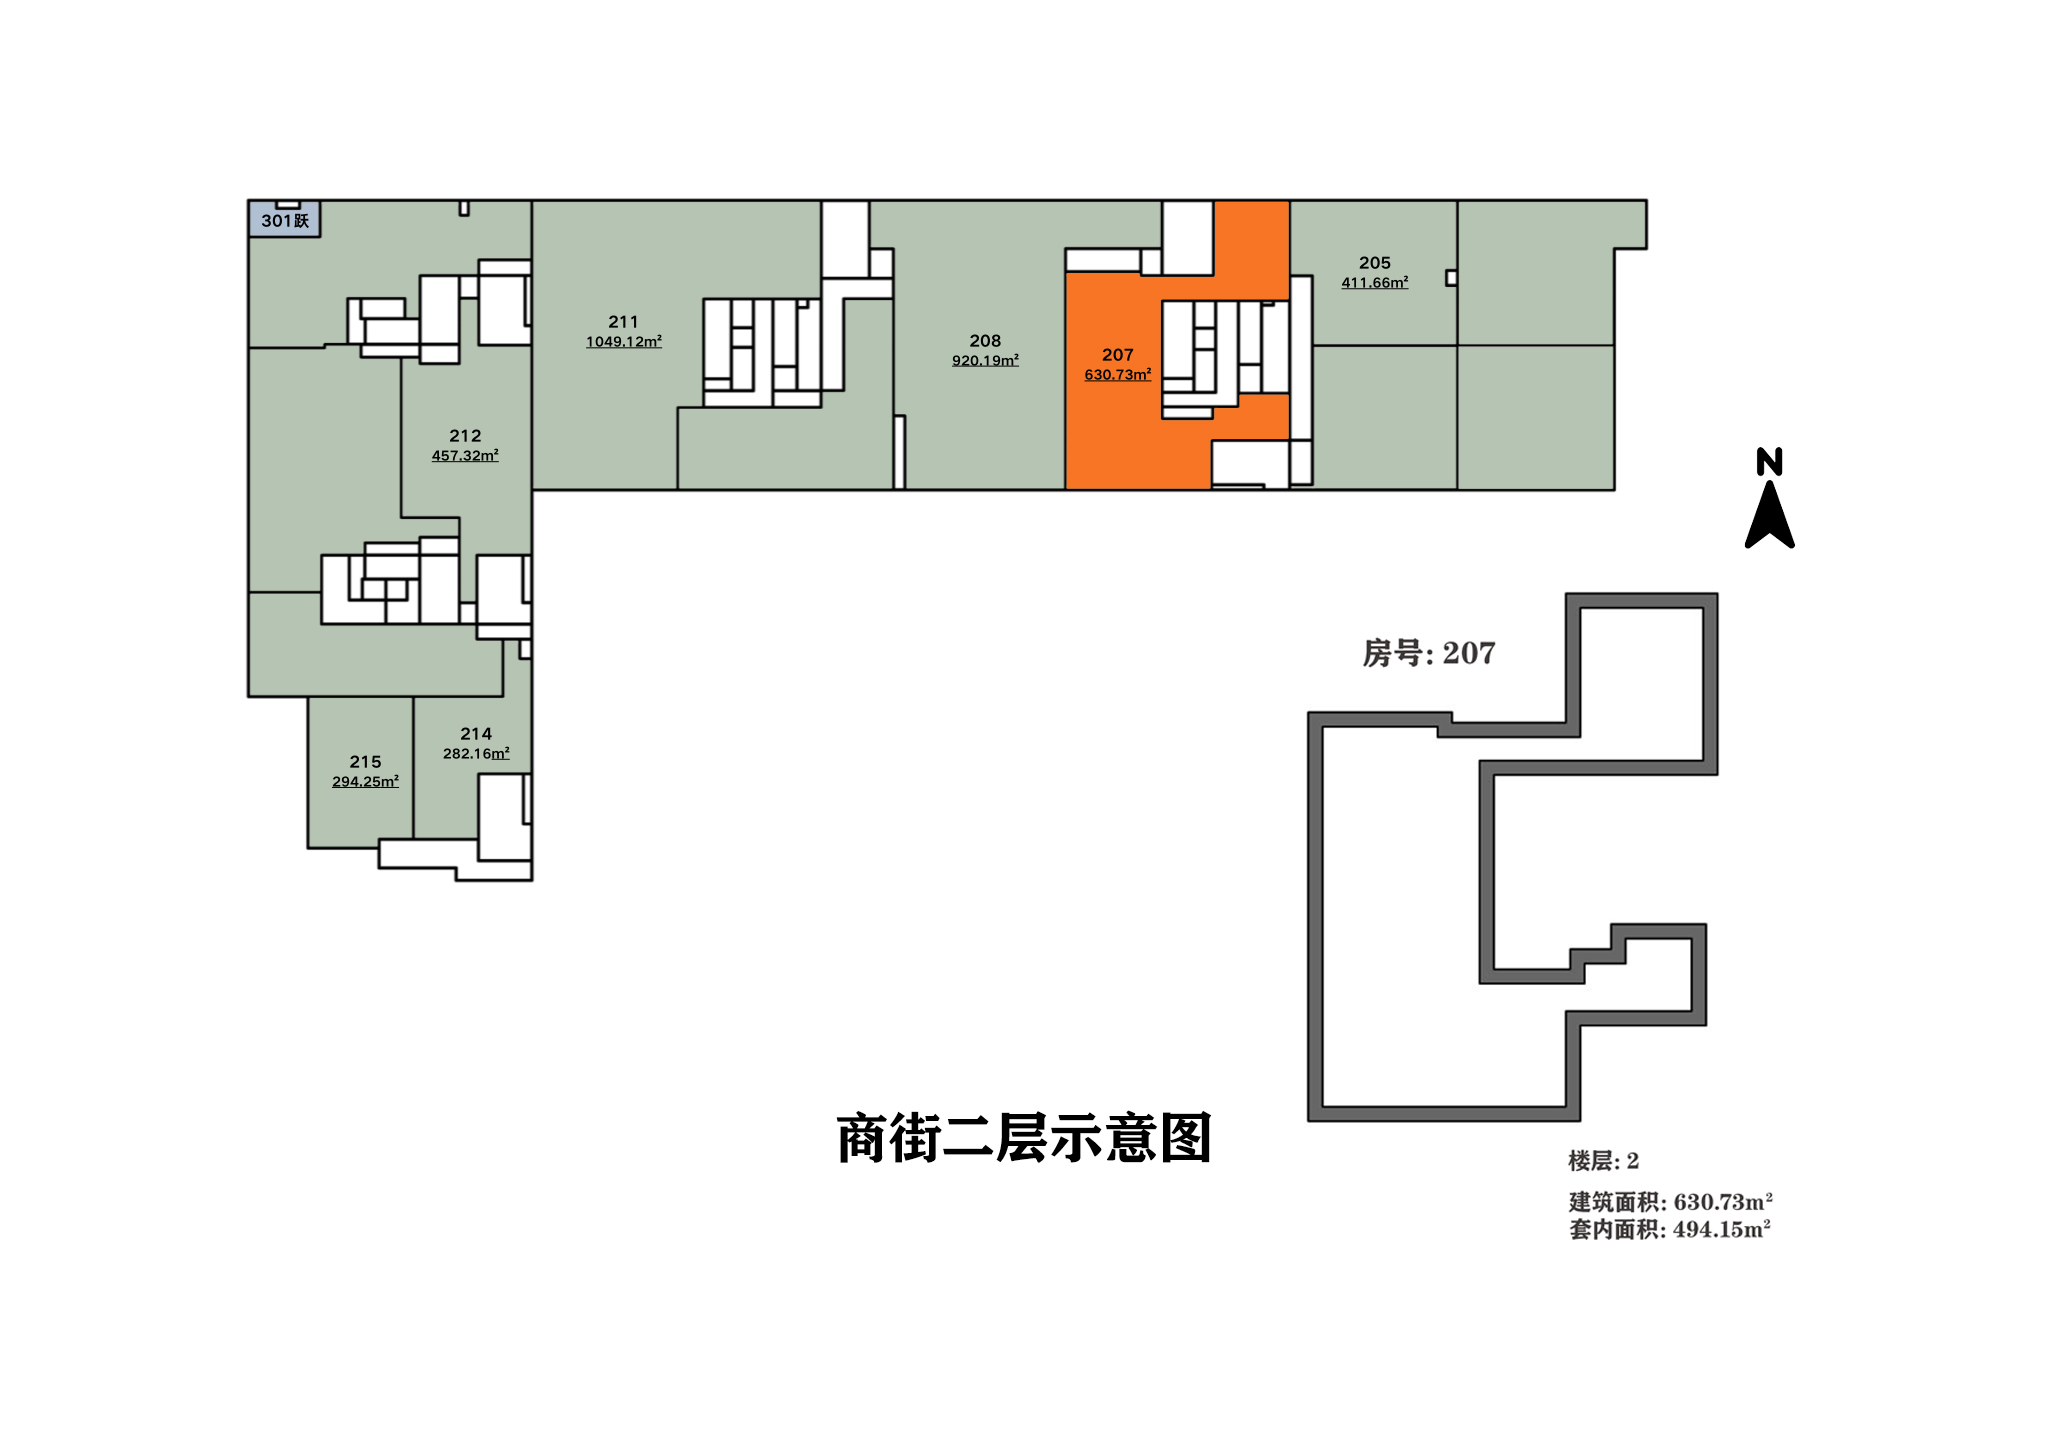 301跃
211
1049.12m²
208
920.19m²
207
630.73m²
205
411.66m²
212
457.32m²
N
房号: 207
214
282.16m²
215
294.25m²
商街二层示意图
楼层: 2
建筑面积: 630.73m²
套内面积: 494.15m²